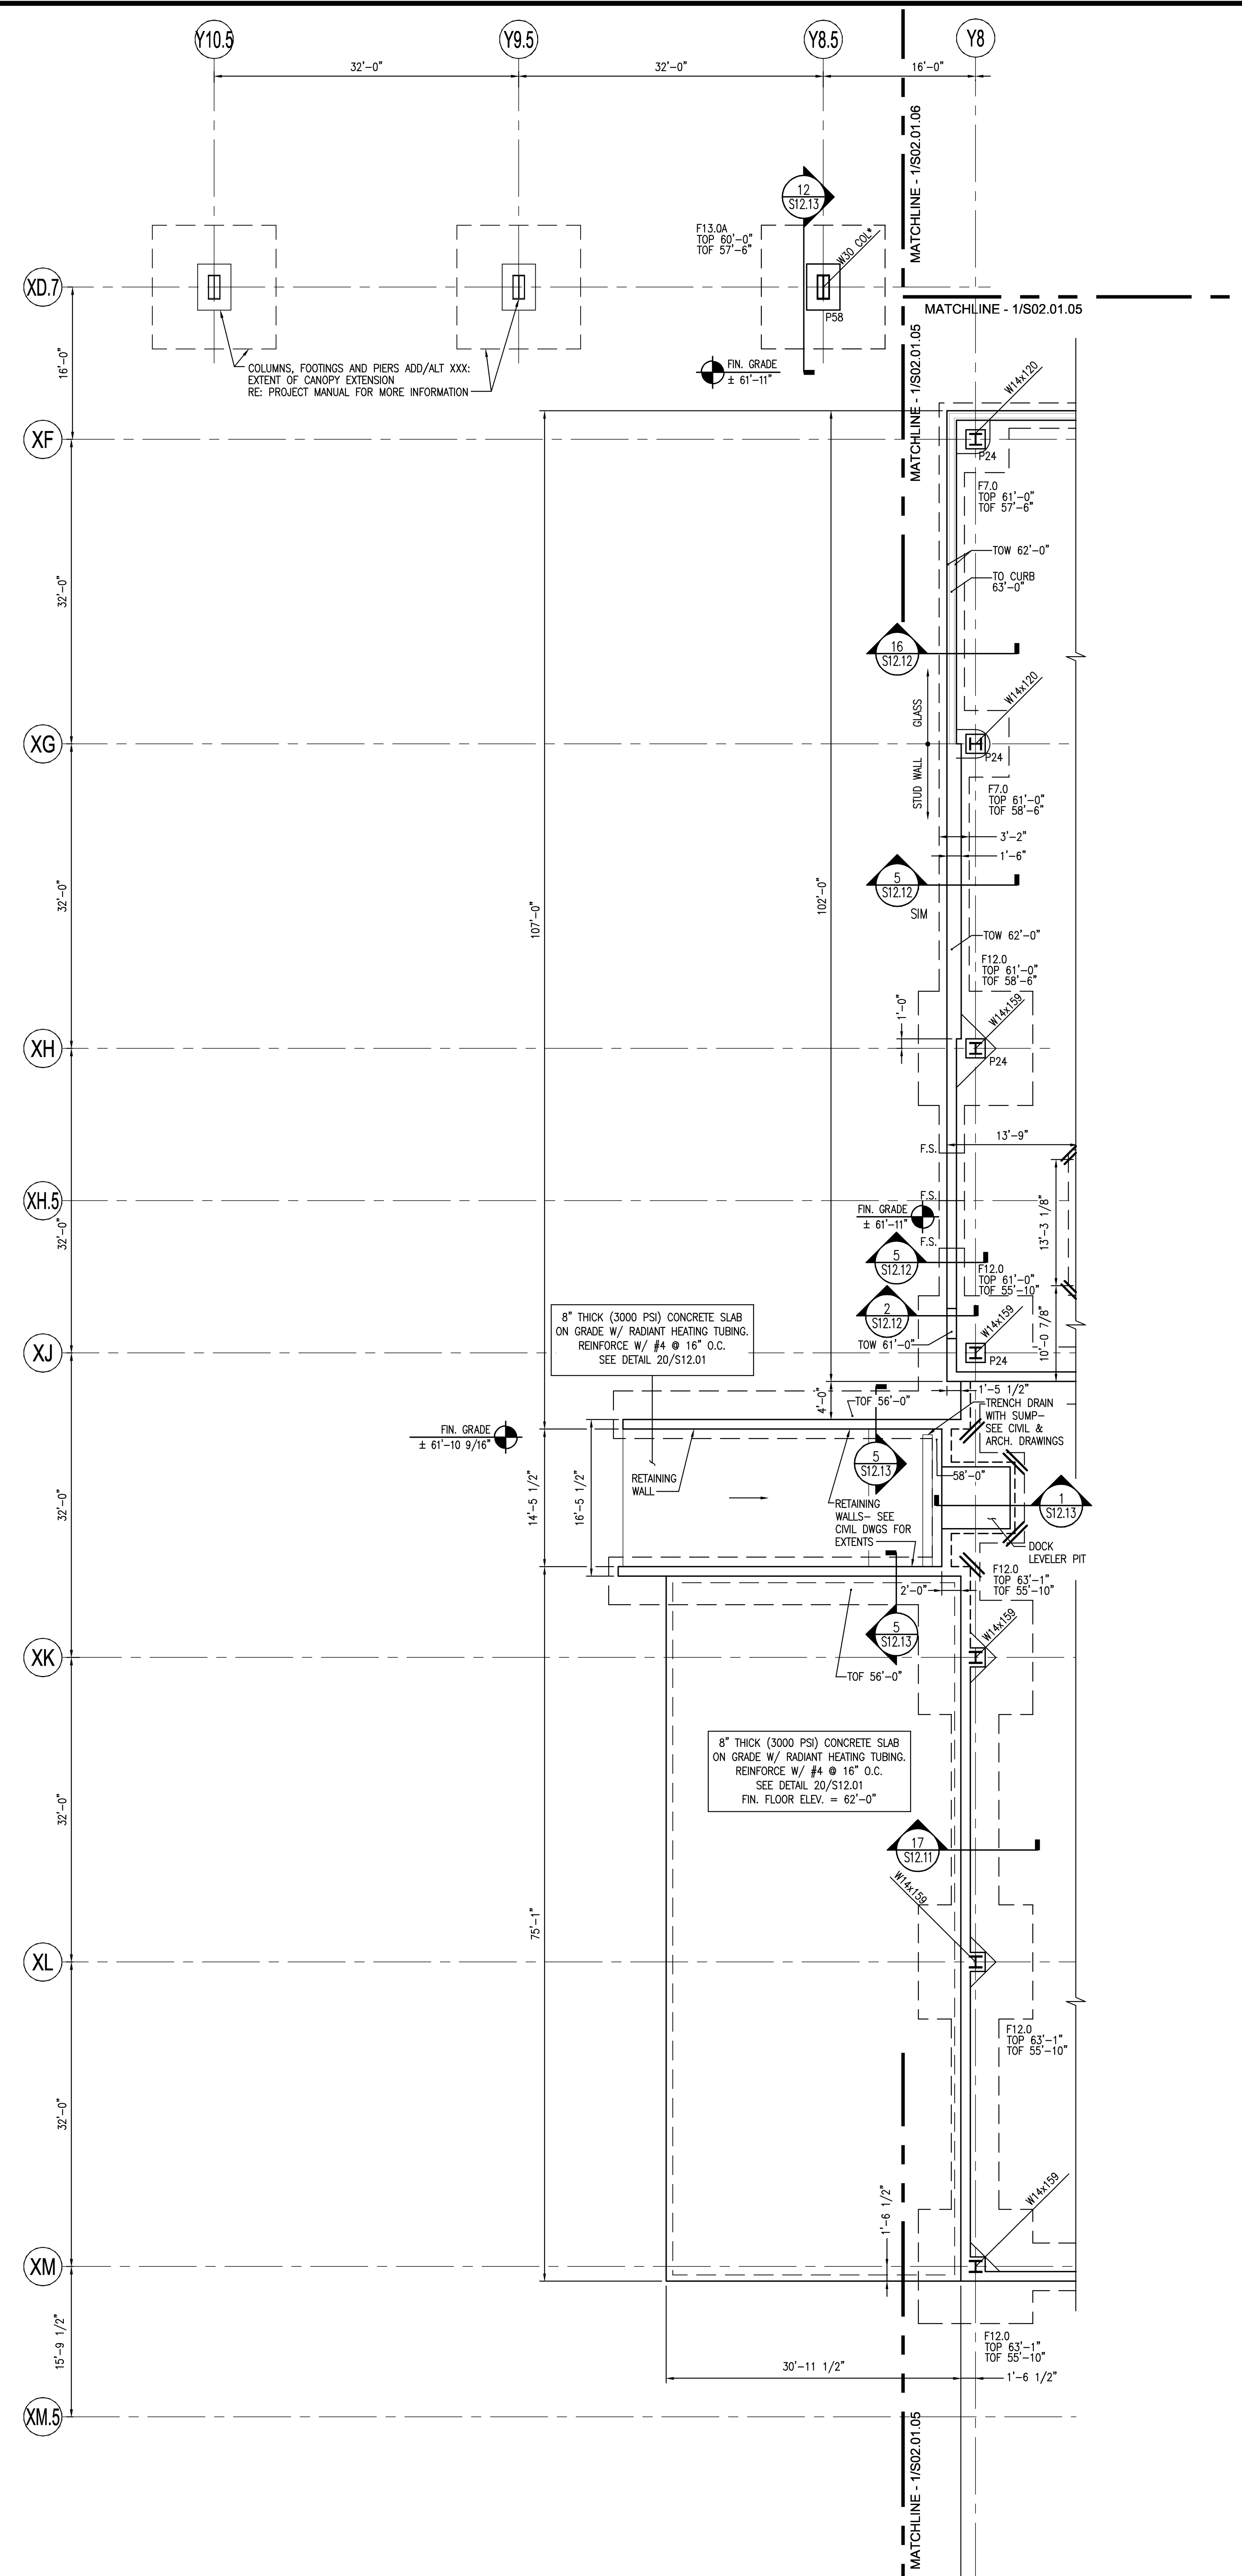 Y10.5
Y9.5
Y8.5
Y8
32'-0"
32'-0"
16'-0"
MATCHLINE - 1/S02.01.06
12
S12.13
F13.0A
TOP 60'-0"
TOF 57'-6"
W30 COL*
P58
XD.7
MATCHLINE - 1/S02.01.05
MATCHLINE - 1/S02.01.05
COLUMNS, FOOTINGS AND PIERS ADD/ALT XXX:
EXTENT OF CANOPY EXTENSION
RE: PROJECT MANUAL FOR MORE INFORMATION
FIN. GRADE
± 61'-11"
16'-0"
XF
W14x120
P24
F7.0
TOP 61'-0"
TOF 57'-6"
TOW 62'-0"
TO CURB
63'-0"
32'-0"
16
S12.12
GLASS
STUD WALL
W14x120
XG
P24
F7.0
TOP 61'-0"
TOF 58'-6"
3'-2"
1'-6"
5
S12.12
SIM
32'-0"
107'-0"
102'-0"
TOW 62'-0"
F12.0
TOP 61'-0"
TOF 58'-6"
1'-0"
W14x159
XH
P24
13'-9"
F.S.
F.S.
F.S.
XH.5
32'-0"
FIN. GRADE
± 61'-11"
13'-3 1/8"
5
S12.12
F12.0
TOP 61'-0"
TOF 55'-10"
2
S12.12
8" THICK (3000 PSI) CONCRETE SLAB
ON GRADE W/ RADIANT HEATING TUBING.
REINFORCE W/ #4 @ 16" O.C.
SEE DETAIL 20/S12.01
TOW 61'-0"
W14x159
10'-0 7/8"
XJ
P24
1'-5 1/2"
4'-0"
TOF 56'-0"
TRENCH DRAIN
WITH SUMP-
SEE CIVIL &
ARCH. DRAWINGS
FIN. GRADE
± 61'-10 9/16"
5
S12.13
RETAINING
WALL
58'-0"
32'-0"
14'-5 1/2"
16'-5 1/2"
RETAINING
WALLS- SEE
CIVIL DWGS FOR
EXTENTS
1
S12.13
DOCK
LEVELER PIT
F12.0
TOP 63'-1"
TOF 55'-10"
2'-0"
5
S12.13
W14x159
XK
TOF 56'-0"
8" THICK (3000 PSI) CONCRETE SLAB
ON GRADE W/ RADIANT HEATING TUBING.
REINFORCE W/ #4 @ 16" O.C.
SEE DETAIL 20/S12.01
FIN. FLOOR ELEV. = 62'-0"
32'-0"
17
S12.11
W14x159
75'-1"
XL
F12.0
TOP 63'-1"
TOF 55'-10"
32'-0"
W14x159
1'-6 1/2"
XM
15'-9 1/2"
F12.0
TOP 63'-1"
TOF 55'-10"
30'-11 1/2"
1'-6 1/2"
XM.5
MATCHLINE - 1/S02.01.05